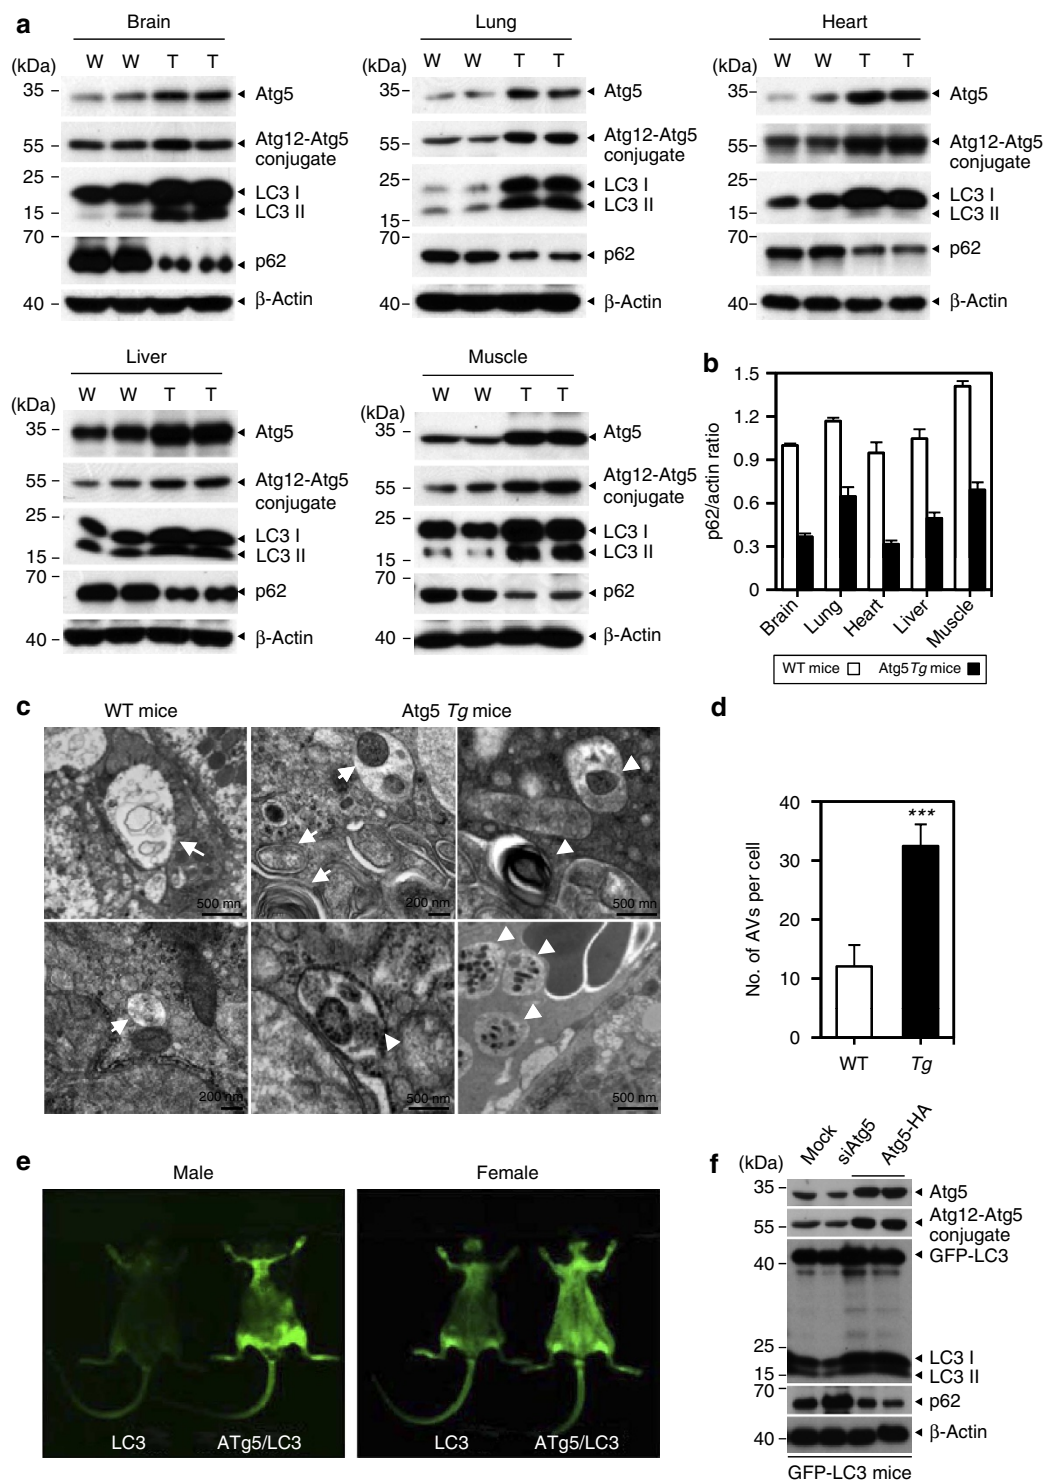 a
Brain
W W T T
(kDa)
35
Atg5
55
Atg12-Atg5
conjugate
25
LC3 I
15
LC3 II
70
p62
40
β-Actin
Lung
W W T T
(kDa)
35
Atg5
55
Atg12-Atg5
conjugate
25
LC3 I
LC3 II
15
70
p62
40
β-Actin
Heart
W W T T
(kDa)
35
Atg5
55
Atg12-Atg5
conjugate
25
LC3 I
15
LC3 II
70
p62
40
β-Actin
Liver
W W T T
(kDa)
35
Atg5
55
Atg12-Atg5
conjugate
25
LC3 I
15
LC3 II
70
p62
40
β-Actin
Muscle
W W T T
(kDa)
35
Atg5
55
Atg12-Atg5
conjugate
25
LC3 I
LC3 II
15
70
p62
40
β-Actin
b
p62/actin ratio
1.5
1.2
0.9
0.6
0.3
0
Brain Lung Heart Liver Muscle
WT mice Atg5 Tg mice
c
WT mice Atg5 Tg mice
500 mn
200 nm
500 mn
200 nm
500 nm
500 nm
d
No. of AVs per cell
40
30
20
10
0
***
WT Tg
e
Male Female
LC3 ATg5/LC3 LC3 ATg5/LC3
f
Mock siAtg5 Atg5-HA
(kDa)
35
Atg5
55
Atg12-Atg5
conjugate
GFP-LC3
40
25
LC3 I
15
LC3 II
70
p62
40
β-Actin
GFP-LC3 mice